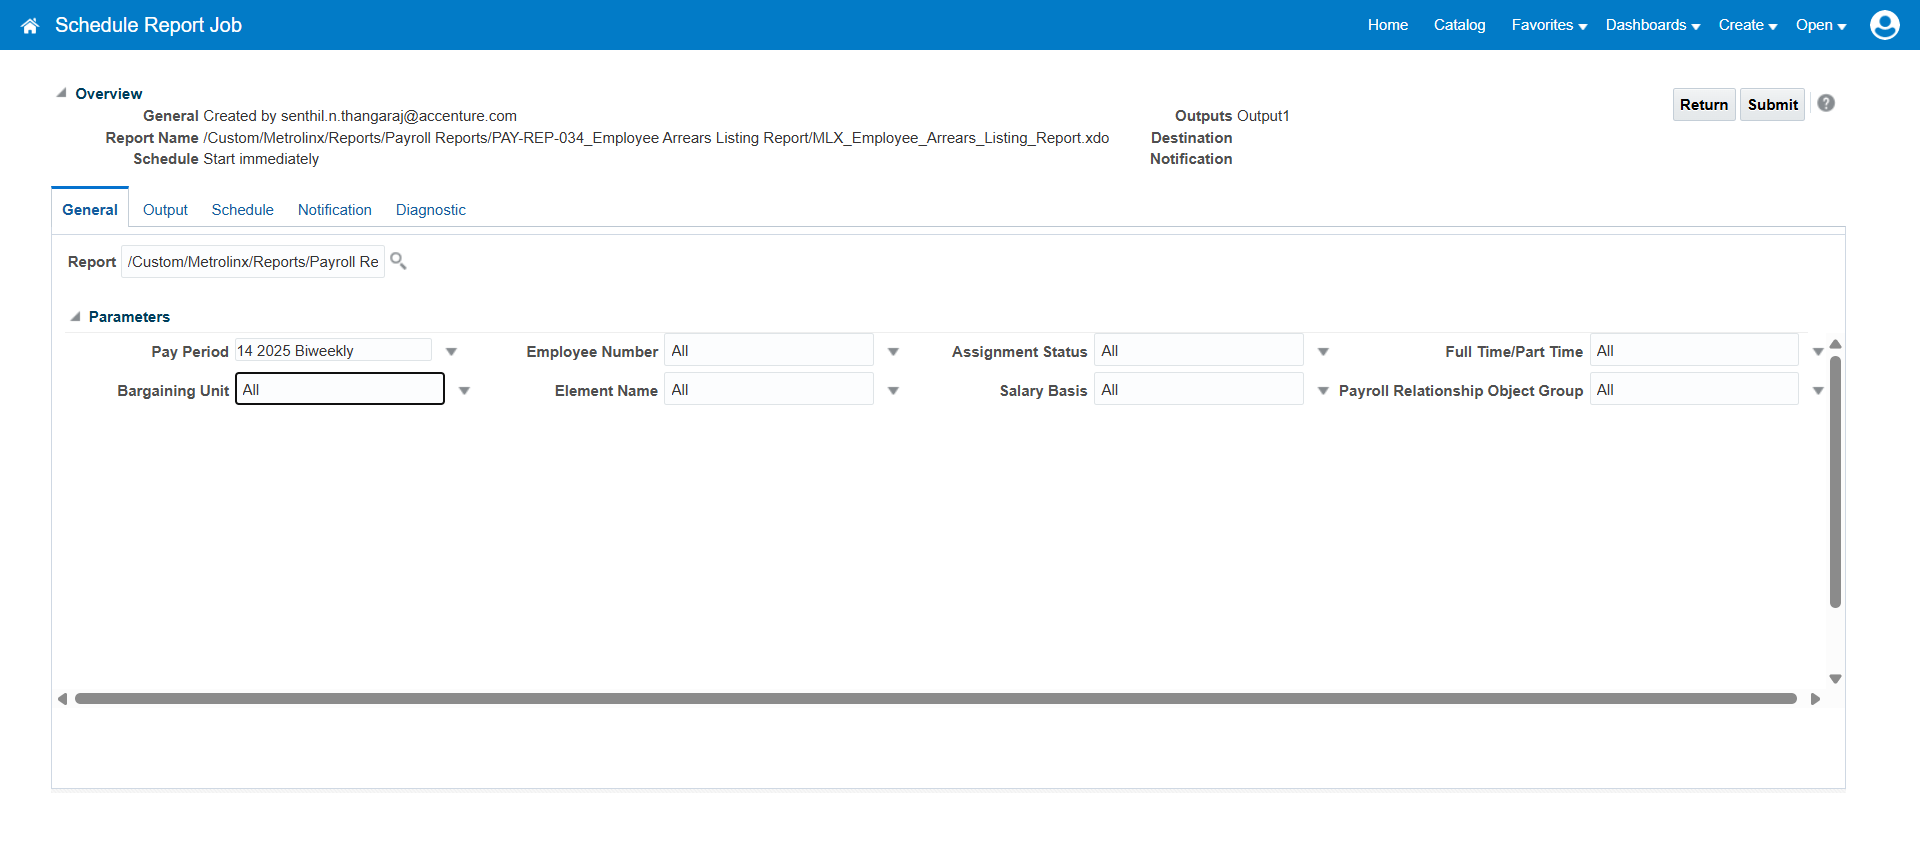 Schedule Report Job
Home Catalog Favorites Dashboards Create Open
Overview
General Created by senthil.n.thangaraj@accenture.com
Report Name /Custom/Metrolinx/Reports/Payroll Reports/PAY-REP-034_Employee Arrears Listing Report/MLX_Employee_Arrears_Listing_Report.xdo
Schedule Start immediately
Outputs Output1
Destination
Notification
Return Submit ?
General Output Schedule Notification Diagnostic
Report /Custom/Metrolinx/Reports/Payroll Re
Parameters
Pay Period 14 2025 Biweekly Employee Number All Assignment Status All Full Time/Part Time All
Bargaining Unit All Element Name All Salary Basis All Payroll Relationship Object Group All